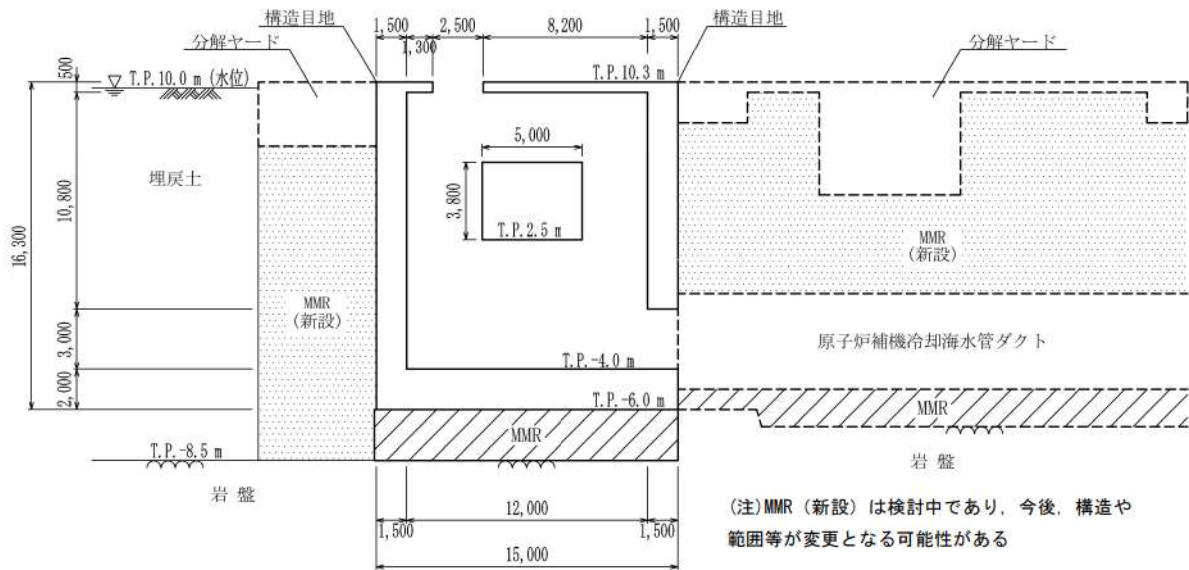 構造目地
1,500
2,500
8,200
1,500
構造目地
分解ヤード
1,300
分解ヤード
500
T.P.10.0 m (水位)
T.P.10.3 m
5,000
埋戻土
10,800
3,800
T.P.2.5 m
16,300
MMR
(新設)
MMR
(新設)
3,000
原子炉補機冷却海水管ダクト
T.P.-4.0 m
2,000
T.P.-6.0 m
MMR
MMR
T.P.-8.5 m
岩 盤
岩 盤
12,000
1,500
1,500
15,000
(注)MMR（新設）は検討中であり，今後，構造や
範囲等が変更となる可能性がある